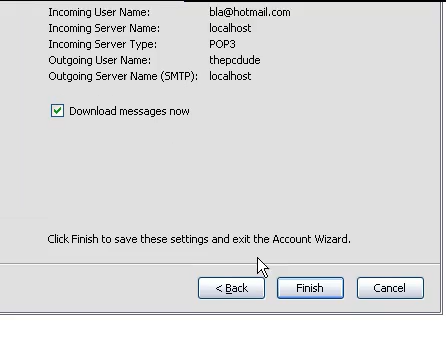 Incoming User Name: bla@hotmail.com
Incoming Server Name: localhost
Incoming Server Type: POP3
Outgoing User Name: thepcdude
Outgoing Server Name (SMTP): localhost
Download messages now
Click Finish to save these settings and exit the Account Wizard.
< Back Finish Cancel